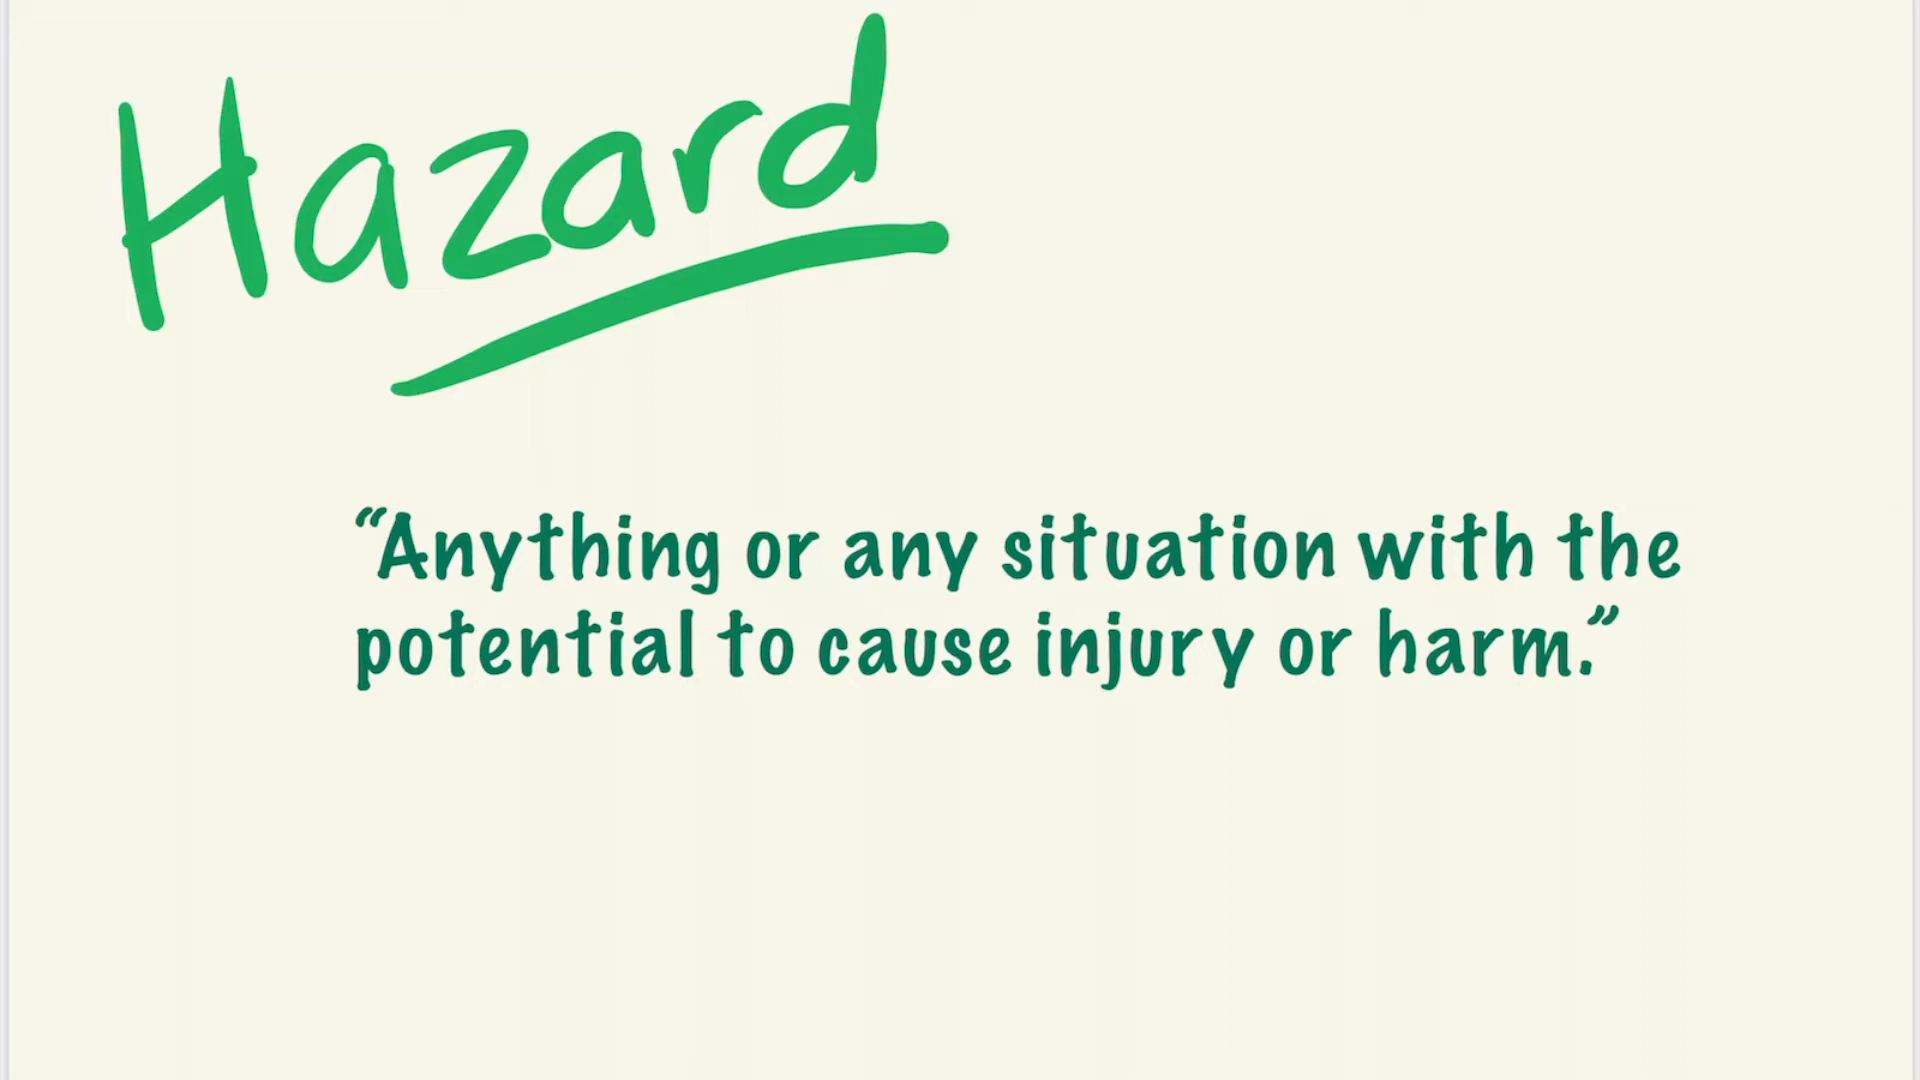 Hazard
“Anything or any situation with the
potential to cause injury or harm.”